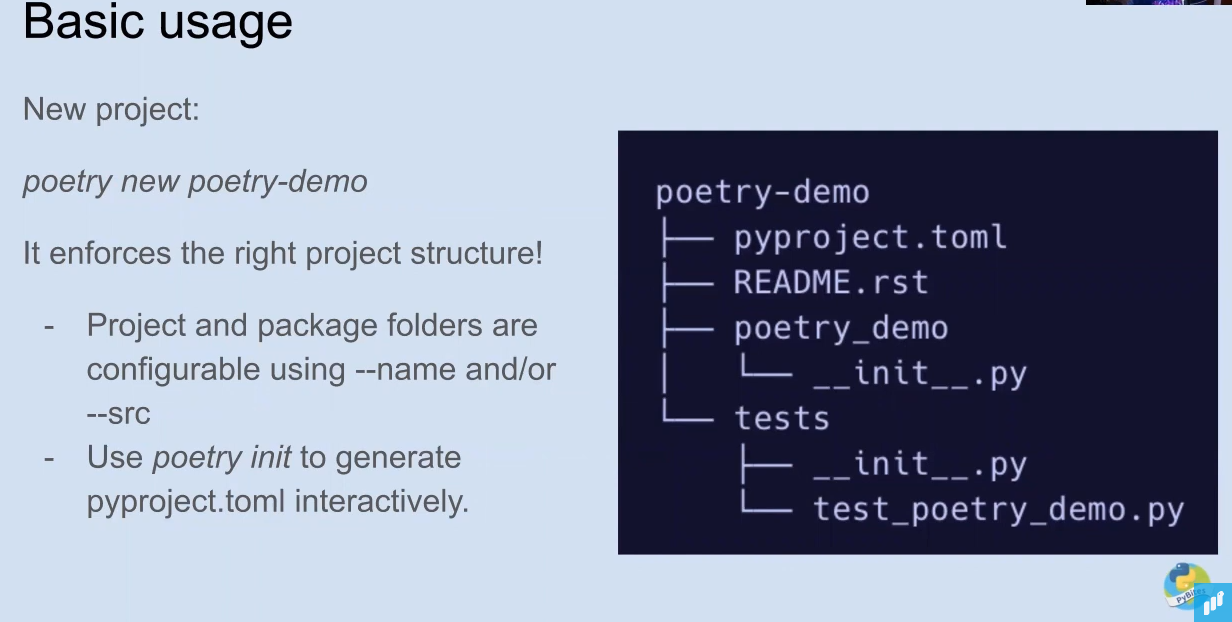 Basic usage
New project:
poetry new poetry-demo
It enforces the right project structure!
- Project and package folders are
configurable using --name and/or
--src
- Use poetry init to generate
pyproject.toml interactively.
poetry-demo
├── pyproject.toml
├── README.rst
├── poetry_demo
│   └── __init__.py
└── tests
    ├── __init__.py
    └── test_poetry_demo.py
PyBites